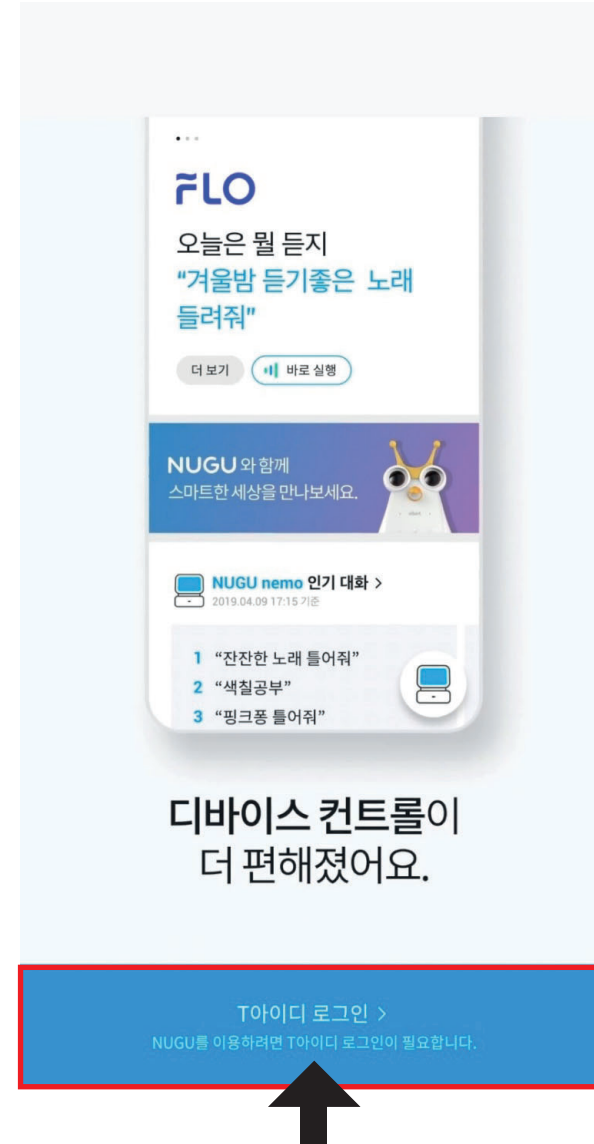 FLO
오늘은 뭘 듣지
“겨울밤 듣기좋은 노래
들려줘”
더 보기 바로 실행
NUGU 와 함께
스마트한 세상을 만나보세요.
NUGU nemo 인기 대화 >
2019.04.09 17:15 기준
1 “잔잔한 노래 틀어줘”
2 “색칠공부”
3 “핑크퐁 틀어줘”
디바이스 컨트롤이
더 편해졌어요.
T아이디 로그인 >
NUGU를 이용하려면 T아이디 로그인이 필요합니다.